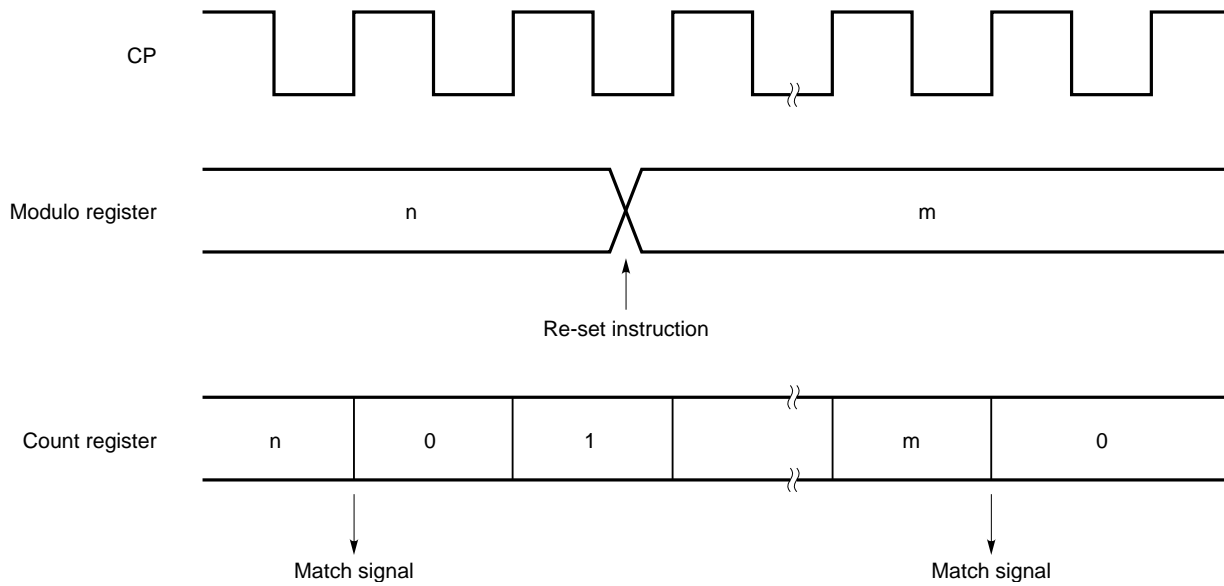 CP
Modulo register
n
m
Re-set instruction
Count register
n
0
1
m
0
Match signal
Match signal